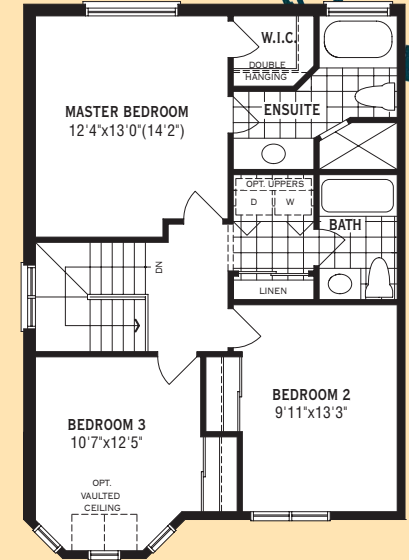 W.I.C.
DOUBLE
HANGING
MASTER BEDROOM
12'4"x13'0"(14'2")
ENSUITE
OPT. UPPERS
D W
BATH
DN
LINEN
BEDROOM 2
9'11"x13'3"
BEDROOM 3
10'7"x12'5"
OPT.
VAULTED
CEILING